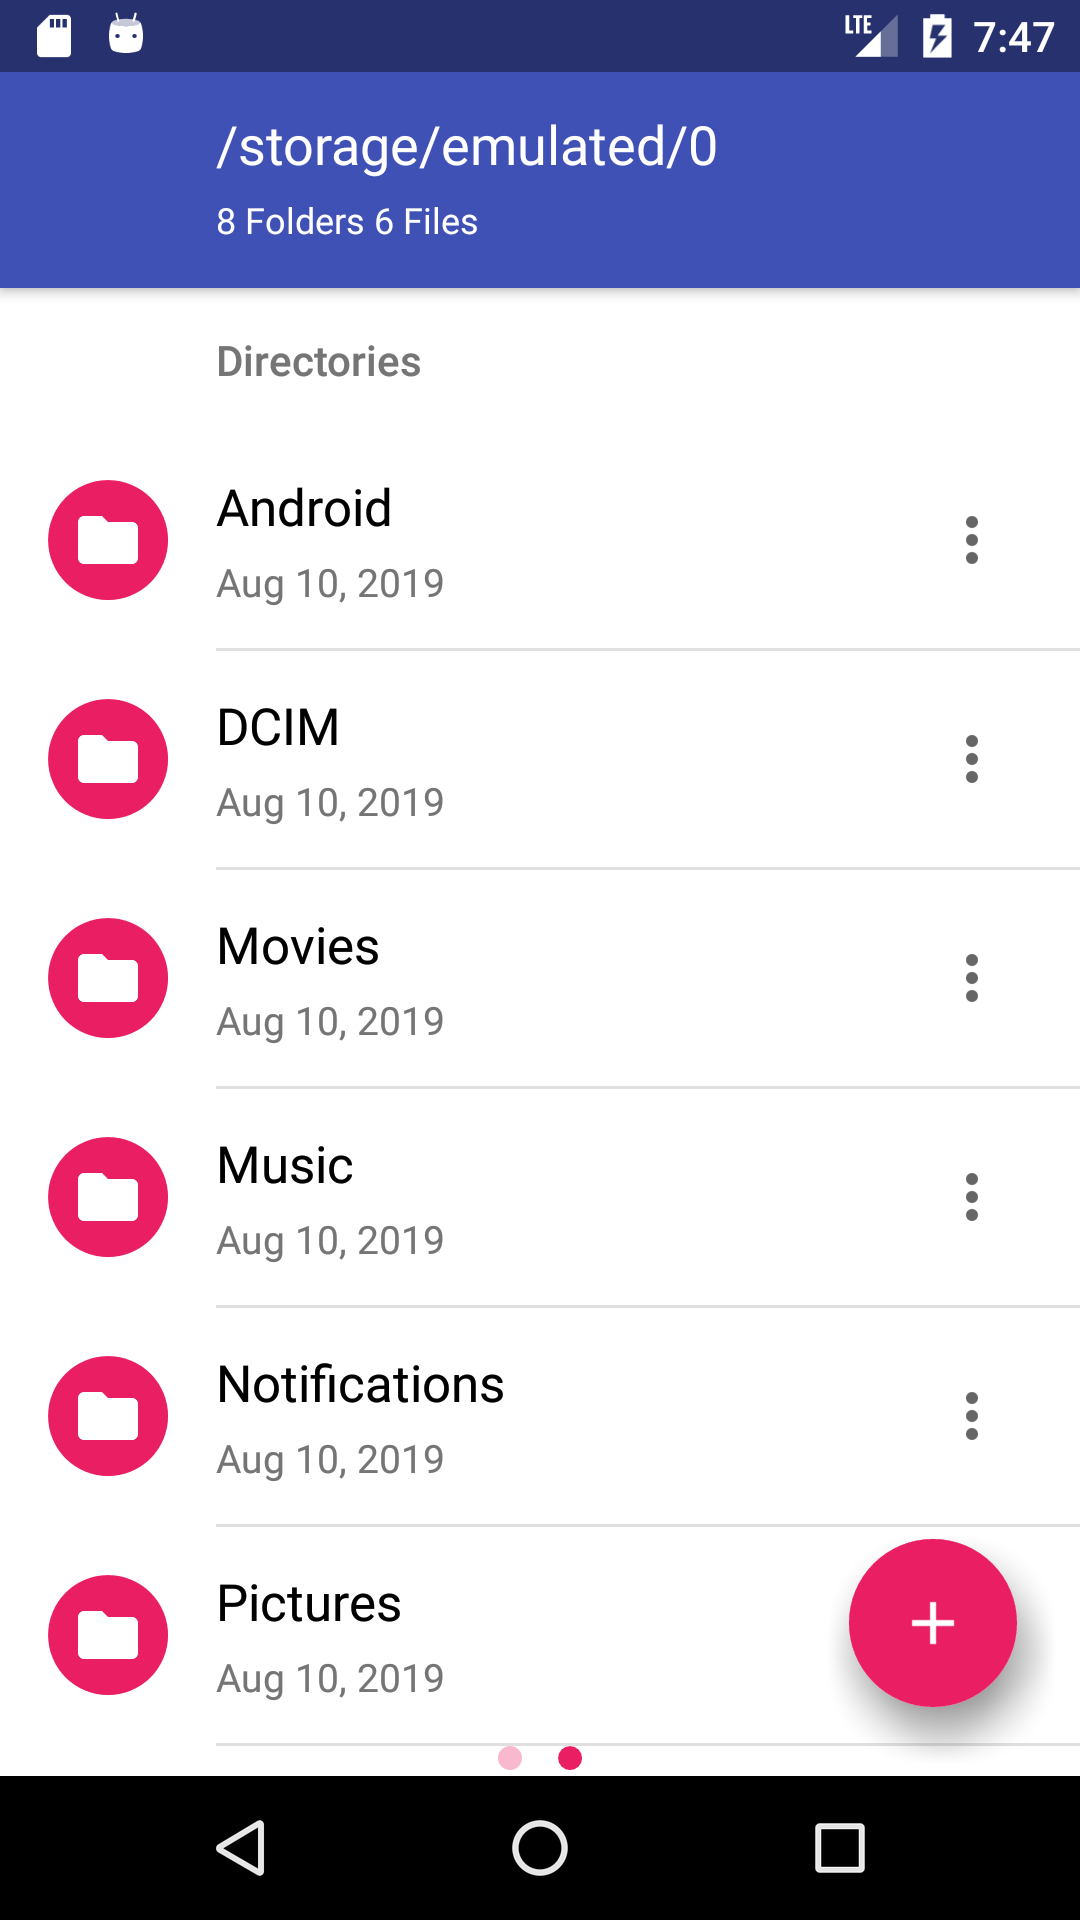 LTE 7:47
/storage/emulated/0
8 Folders 6 Files
Directories
Android
Aug 10, 2019
DCIM
Aug 10, 2019
Movies
Aug 10, 2019
Music
Aug 10, 2019
Notifications
Aug 10, 2019
Pictures
Aug 10, 2019